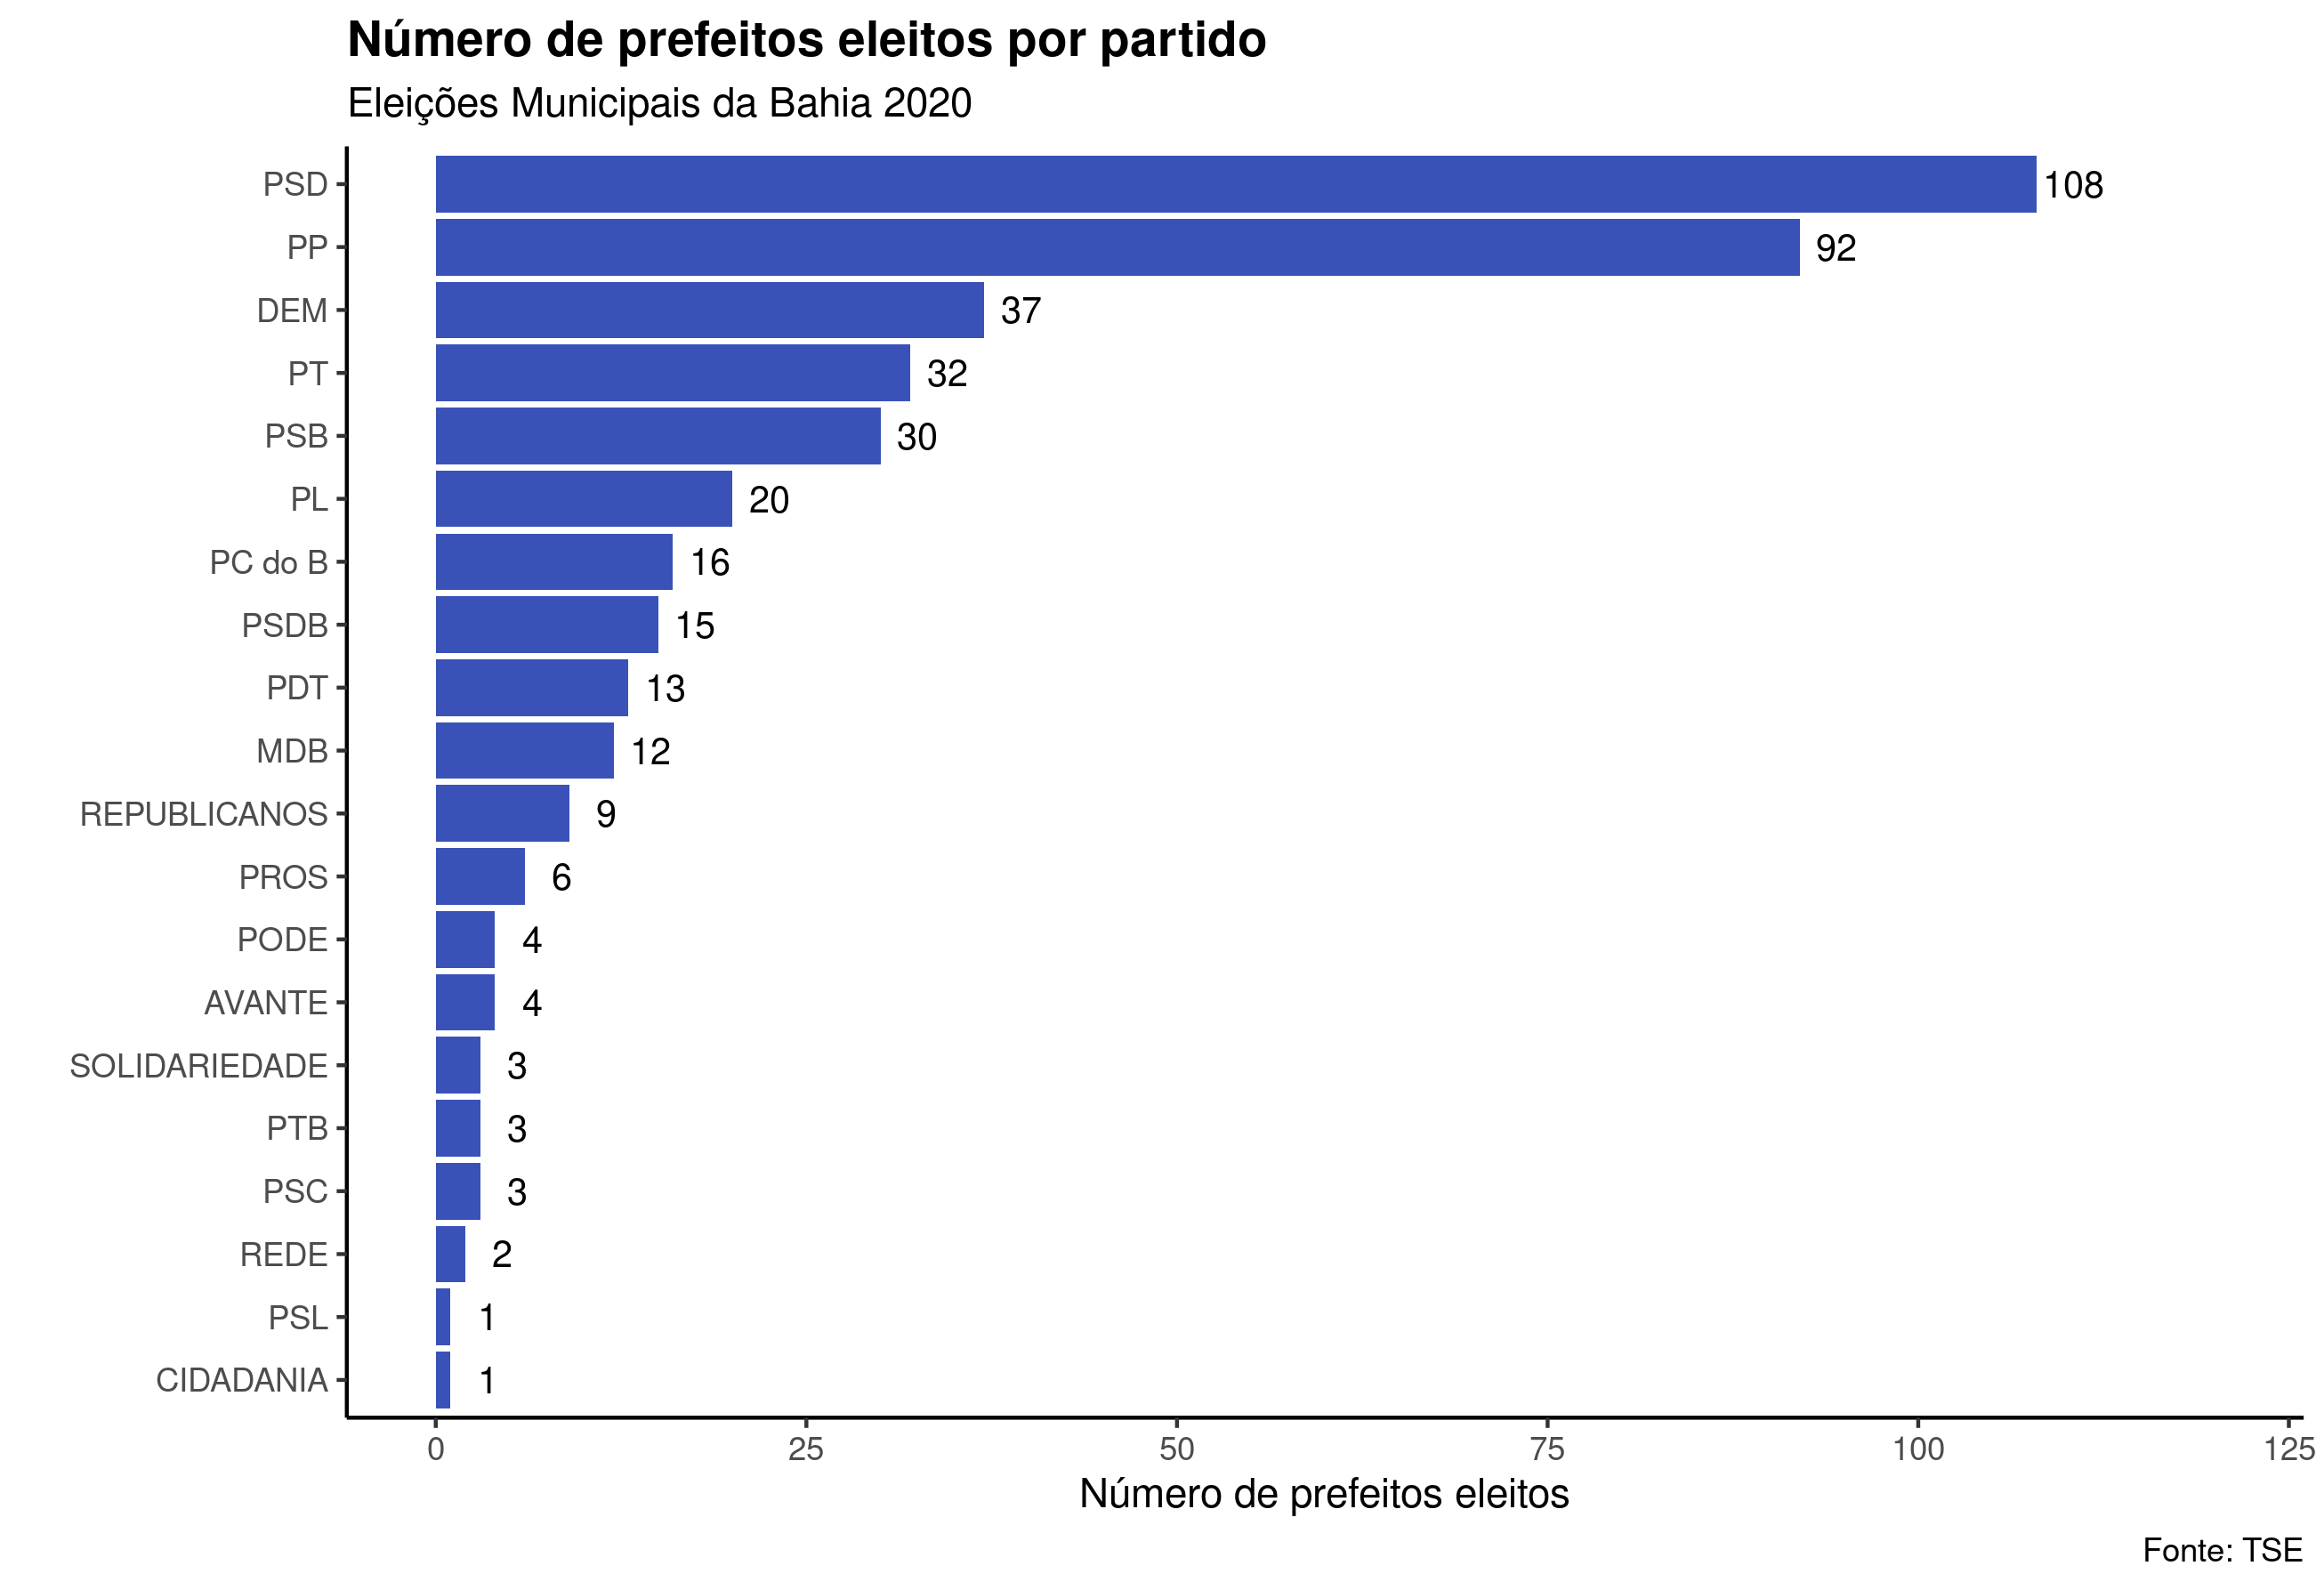 Número de prefeitos eleitos por partido
Eleições Municipais da Bahia 2020
PSD 108
PP 92
DEM 37
PT 32
PSB 30
PL 20
PC do B 16
PSDB 15
PDT 13
MDB 12
REPUBLICANOS 9
PROS 6
PODE 4
AVANTE 4
SOLIDARIEDADE 3
PTB 3
PSC 3
REDE 2
PSL 1
CIDADANIA 1
0 25 50 75 100 125
Número de prefeitos eleitos
Fonte: TSE